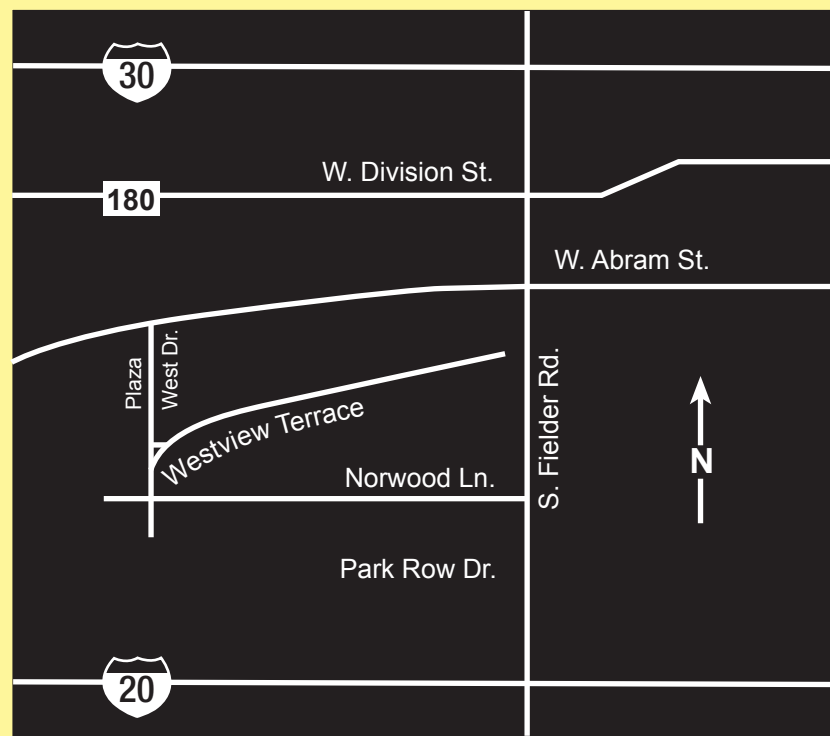 30
W. Division St.
180
W. Abram St.
Plaza
West Dr.
Westview Terrace
S. Fielder Rd.
N
Norwood Ln.
Park Row Dr.
20